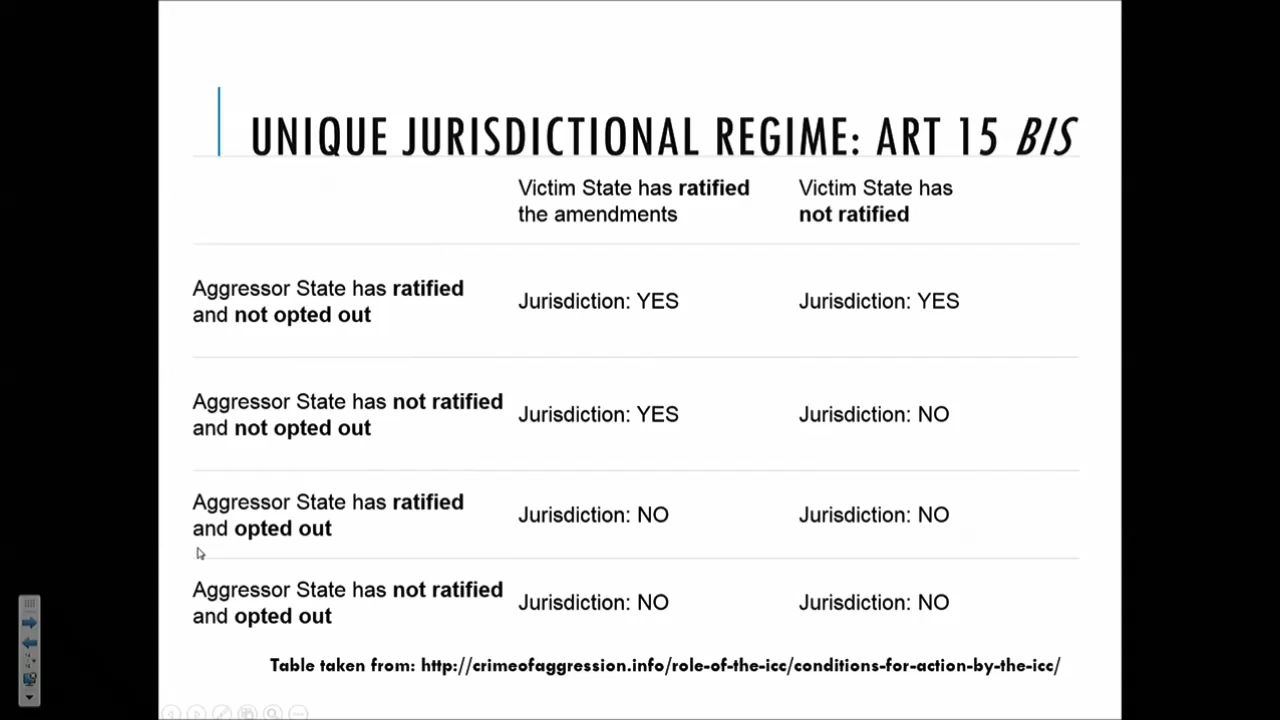 UNIQUE JURISDICTIONAL REGIME: ART 15 BIS
Victim State has ratified
the amendments
Victim State has
not ratified
Aggressor State has ratified
and not opted out
Jurisdiction: YES
Jurisdiction: YES
Aggressor State has not ratified
and not opted out
Jurisdiction: YES
Jurisdiction: NO
Aggressor State has ratified
and opted out
Jurisdiction: NO
Jurisdiction: NO
Aggressor State has not ratified
and opted out
Jurisdiction: NO
Jurisdiction: NO
Table taken from: http://crimeofaggression.info/role-of-the-icc/conditions-for-action-by-the-icc/